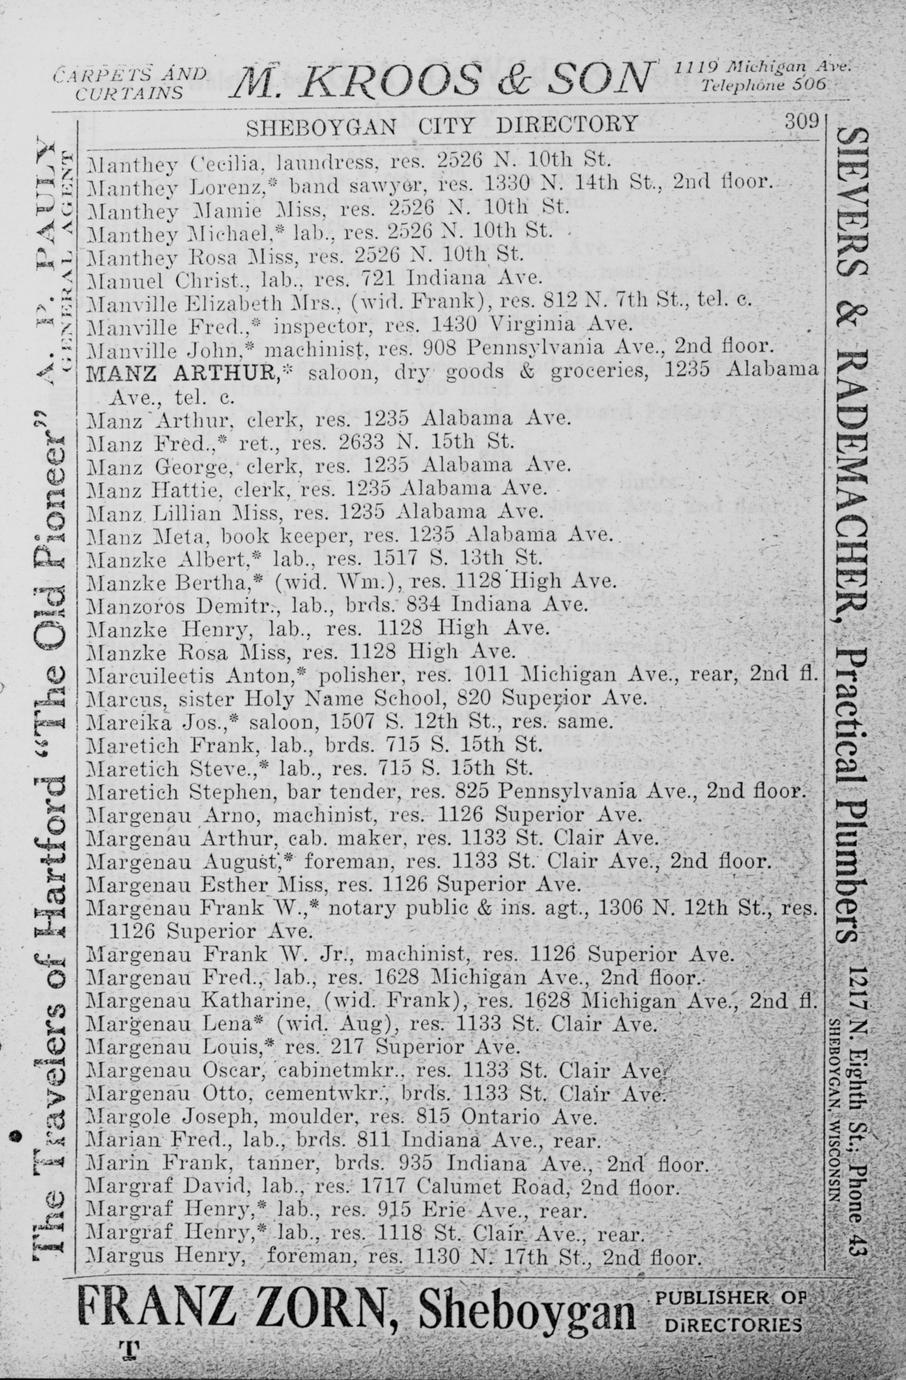 CARPETS AND
CURTAINS
M. KROOS & SON
1119 Michigan Ave.
Telephone 506
SHEBOYGAN CITY DIRECTORY 309
Manthey Cecilia, laundress, res. 2526 N. 10th St.
Manthey Lorenz,* band sawyer, res. 1330 N. 14th St., 2nd floor.
Manthey Mamie Miss, res. 2526 N. 10th St.
Manthey Michael,* lab., res. 2526 N. 10th St.
Manthey Rosa Miss, res. 2526 N. 10th St.
Manuel Christ., lab., res. 721 Indiana Ave.
Manville Elizabeth Mrs., (wid. Frank), res. 812 N. 7th St., tel. c.
Manville Fred.,* inspector, res. 1430 Virginia Ave.
Manville John,* machinist, res. 908 Pennsylvania Ave., 2nd floor.
MANZ ARTHUR,* saloon, dry goods & groceries, 1235 Alabama
Ave., tel. c.
Manz Arthur, clerk, res. 1235 Alabama Ave.
Manz Fred.,* ret., res. 2633 N. 15th St.
Manz George, clerk, res. 1235 Alabama Ave.
Manz Hattie, clerk, res. 1235 Alabama Ave.
Manz Lillian Miss, res. 1235 Alabama Ave.
Manz Meta, book keeper, res. 1235 Alabama Ave.
Manzke Albert,* lab., res. 1517 S. 13th St.
Manzke Bertha,* (wid. Wm.), res. 1128 High Ave.
Manzoros Demitr., lab., brds. 834 Indiana Ave.
Manzke Henry, lab., res. 1128 High Ave.
Manzke Rosa Miss, res. 1128 High Ave.
Marcuileetis Anton,* polisher, res. 1011 Michigan Ave., rear, 2nd fl.
Marcus, sister Holy Name School, 820 Superior Ave.
Mareika Jos.,* saloon, 1507 S. 12th St., res. same.
Maretich Frank, lab., brds. 715 S. 15th St.
Maretich Steve.,* lab., res. 715 S. 15th St.
Maretich Stephen, bar tender, res. 825 Pennsylvania Ave., 2nd floor.
Margenau Arno, machinist, res. 1126 Superior Ave.
Margenau Arthur, cab. maker, res. 1133 St. Clair Ave.
Margenau August,* foreman, res. 1133 St. Clair Ave., 2nd floor.
Margenau Esther Miss, res. 1126 Superior Ave.
Margenau Frank W.,* notary public & ins. agt., 1306 N. 12th St., res.
1126 Superior Ave.
Margenau Frank W. Jr., machinist, res. 1126 Superior Ave.
Margenau Fred., lab., res. 1628 Michigan Ave., 2nd floor.
Margenau Katharine, (wid. Frank), res. 1628 Michigan Ave., 2nd fl.
Margenau Lena* (wid. Aug), res. 1133 St. Clair Ave.
Margenau Louis,* res. 217 Superior Ave.
Margenau Oscar, cabinetmkr., res. 1133 St. Clair Ave.
Margenau Otto, cementwkr., brds. 1133 St. Clair Ave.
Margole Joseph, moulder, res. 815 Ontario Ave.
Marian Fred., lab., brds. 811 Indiana Ave., rear.
Marin Frank, tanner, brds. 935 Indiana Ave., 2nd floor.
Margraf David, lab., res. 1717 Calumet Road, 2nd floor.
Margraf Henry,* lab., res. 915 Erie Ave., rear.
Margraf Henry,* lab., res. 1118 St. Clair Ave., rear.
Margus Henry, foreman, res. 1130 N. 17th St., 2nd floor.
The Travelers of Hartford "The Old Pioneer" A. P. PAULY
GENERAL AGENT
SIEVERS & RADEMACHER, Practical Plumbers 1217 N. Eighth St.; Phone 43
SHEBOYGAN, WISCONSIN
FRANZ ZORN, Sheboygan
PUBLISHER OF
DIRECTORIES
T